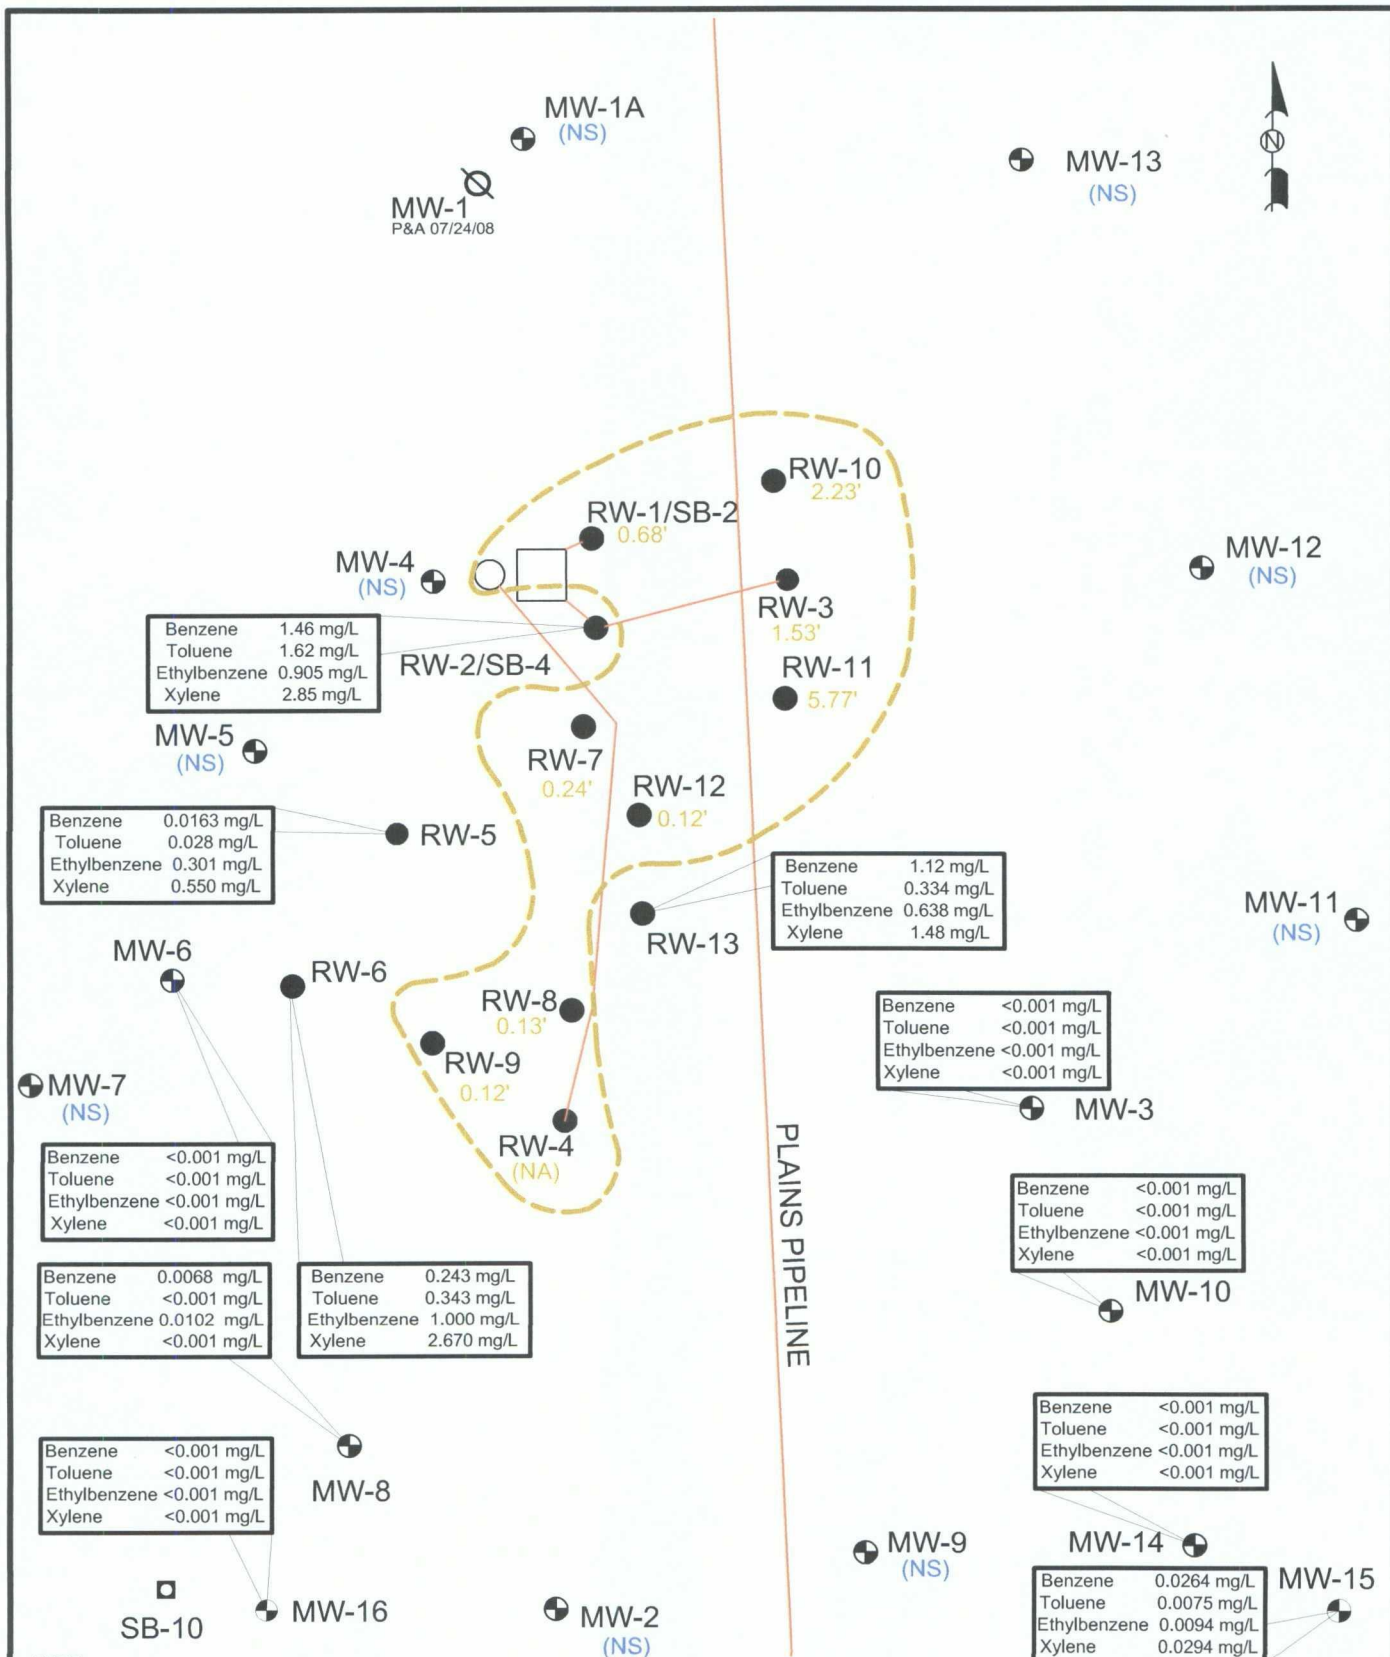 MW-1A
(NS)
N
MW-13
(NS)
MW-1
P&A 07/24/08
RW-10
2.23'
RW-1/SB-2
0.68'
MW-4
(NS)
MW-12
(NS)
RW-3
1.53'
Benzene 1.46 mg/L
Toluene 1.62 mg/L
Ethylbenzene 0.905 mg/L
Xylene 2.85 mg/L
RW-2/SB-4
RW-11
5.77'
MW-5
(NS)
RW-7
0.24'
RW-12
0.12'
Benzene 0.0163 mg/L
Toluene 0.028 mg/L
Ethylbenzene 0.301 mg/L
Xylene 0.550 mg/L
RW-5
Benzene 1.12 mg/L
Toluene 0.334 mg/L
Ethylbenzene 0.638 mg/L
Xylene 1.48 mg/L
RW-13
MW-11
(NS)
MW-6
RW-6
RW-8
0.13'
Benzene <0.001 mg/L
Toluene <0.001 mg/L
Ethylbenzene <0.001 mg/L
Xylene <0.001 mg/L
MW-3
RW-9
0.12'
MW-7
(NS)
RW-4
(NA)
PLAINS PIPELINE
Benzene <0.001 mg/L
Toluene <0.001 mg/L
Ethylbenzene <0.001 mg/L
Xylene <0.001 mg/L
Benzene <0.001 mg/L
Toluene <0.001 mg/L
Ethylbenzene <0.001 mg/L
Xylene <0.001 mg/L
MW-10
Benzene 0.0068 mg/L
Toluene <0.001 mg/L
Ethylbenzene 0.0102 mg/L
Xylene <0.001 mg/L
Benzene 0.243 mg/L
Toluene 0.343 mg/L
Ethylbenzene 1.000 mg/L
Xylene 2.670 mg/L
MW-8
Benzene <0.001 mg/L
Toluene <0.001 mg/L
Ethylbenzene <0.001 mg/L
Xylene <0.001 mg/L
Benzene <0.001 mg/L
Toluene <0.001 mg/L
Ethylbenzene <0.001 mg/L
Xylene <0.001 mg/L
MW-9
(NS)
MW-14
SB-10
MW-16
MW-2
(NS)
Benzene 0.0264 mg/L
Toluene 0.0075 mg/L
Ethylbenzene 0.0094 mg/L
Xylene 0.0294 mg/L
MW-15